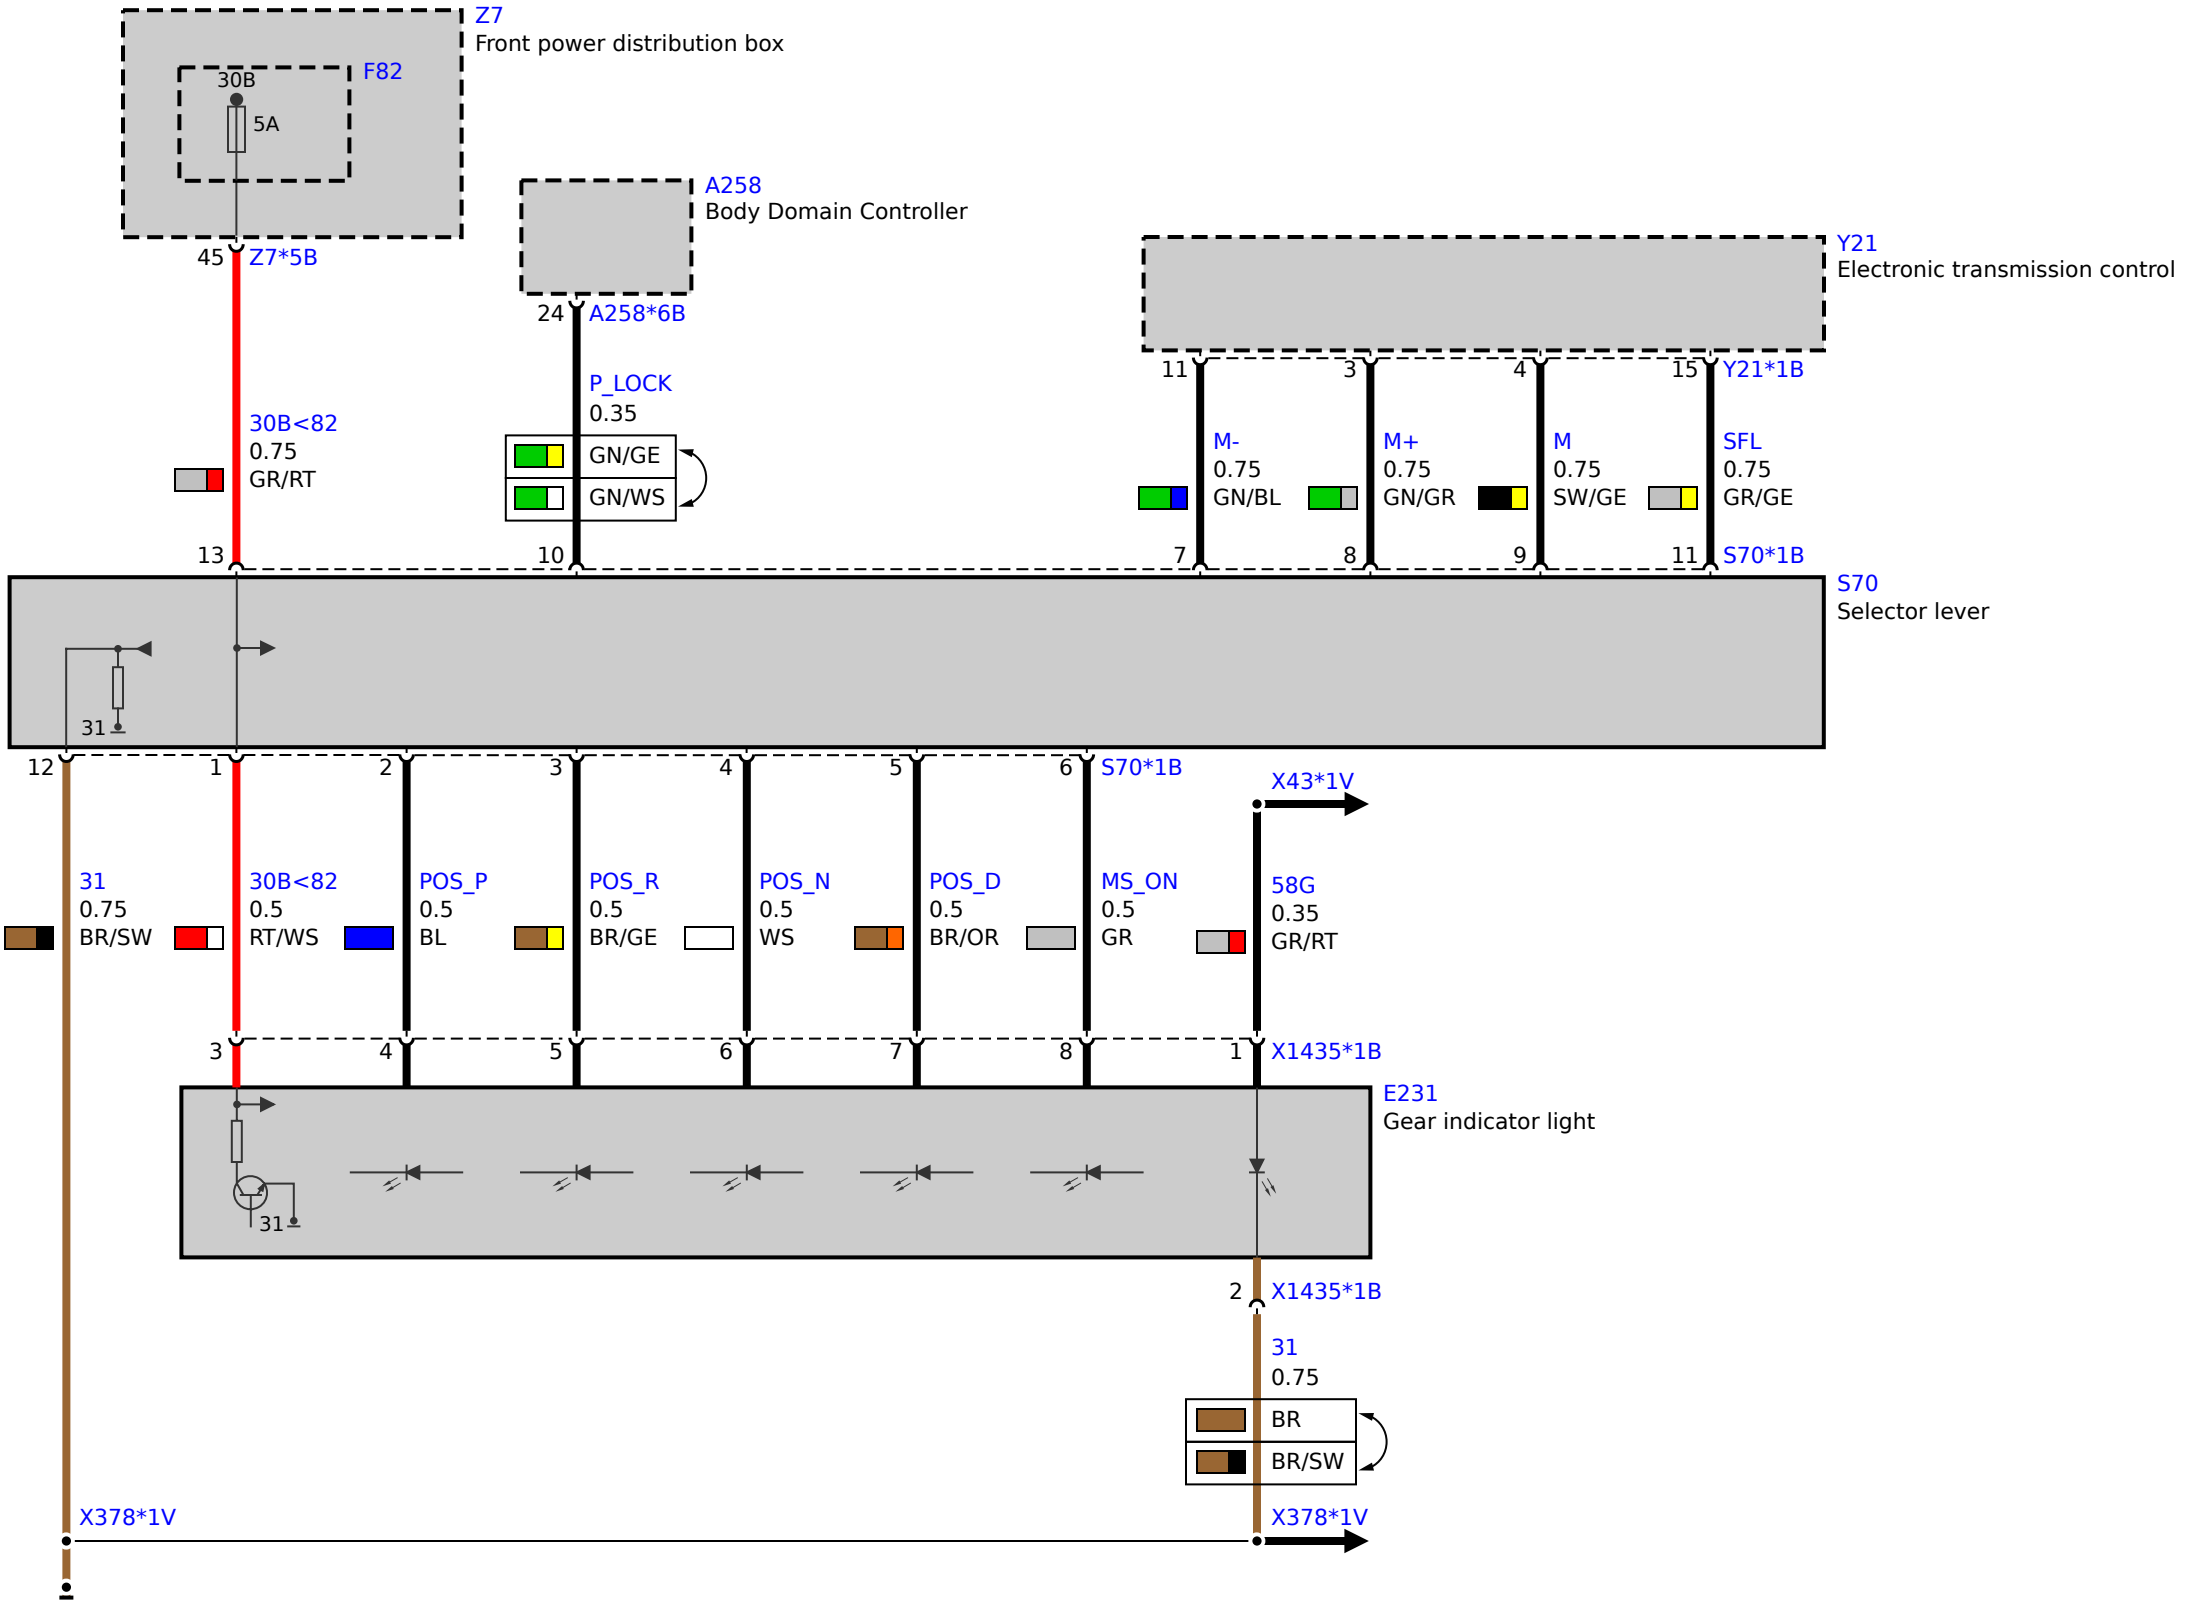 Z7
Front power distribution box
F82
30B
5A
A258
Body Domain Controller
Y21
Electronic transmission control
45 Z7*5B
24 A258*6B
11 3 4 15 Y21*1B
30B<82
0.75
GR/RT
P_LOCK
0.35
GN/GE
GN/WS
M-
0.75
GN/BL
M+
0.75
GN/GR
M
0.75
SW/GE
SFL
0.75
GR/GE
13 10 7 8 9 11 S70*1B
S70
Selector lever
31
12 1 2 3 4 5 6 S70*1B
X43*1V
31
0.75
BR/SW
30B<82
0.5
RT/WS
POS_P
0.5
BL
POS_R
0.5
BR/GE
POS_N
0.5
WS
POS_D
0.5
BR/OR
MS_ON
0.5
GR
58G
0.35
GR/RT
3 4 5 6 7 8 1 X1435*1B
E231
Gear indicator light
31
2 X1435*1B
31
0.75
BR
BR/SW
X378*1V
X378*1V